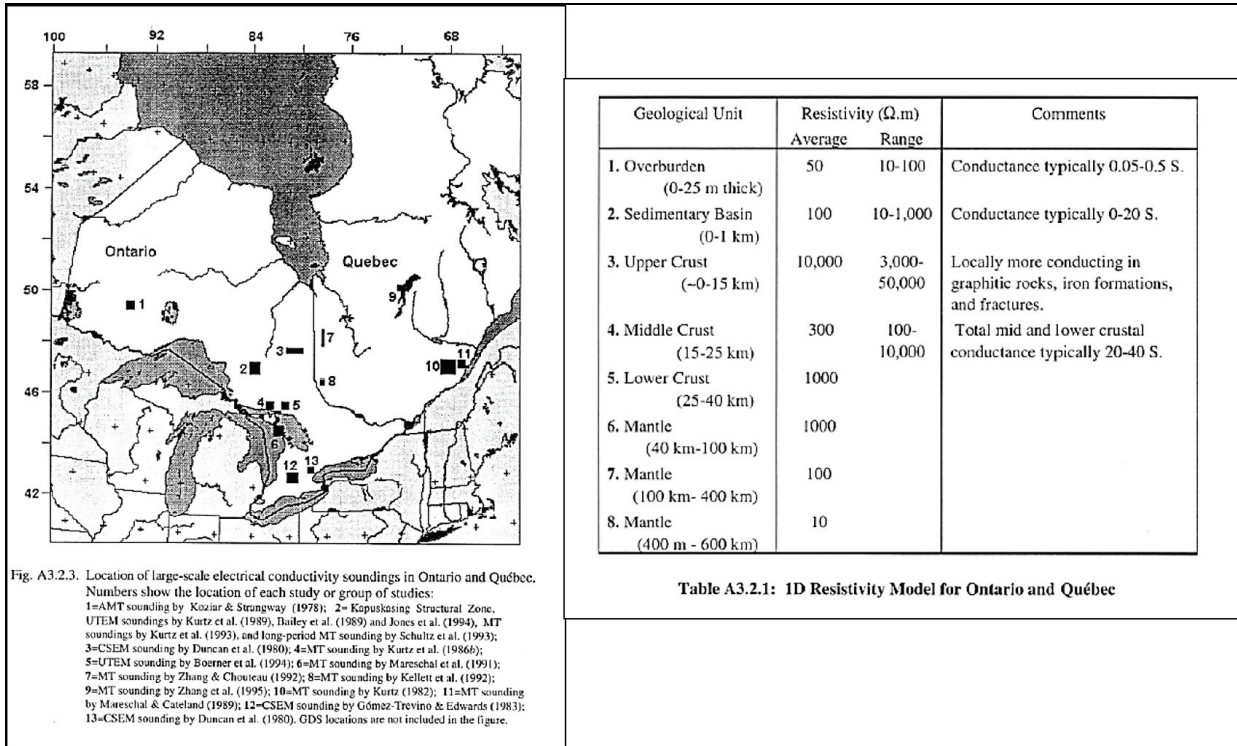 100 92 84 76 68
58
54
Ontario
Quebec
50
1
9
3
7
2
10
11
8
46
4
5
6
13
12
42
Fig. A3.2.3. Location of large-scale electrical conductivity soundings in Ontario and Québec.
Numbers show the location of each study or group of studies:
1=AMT sounding by Koziar & Strangway (1978); 2= Kapuskasing Structural Zone,
UTEM soundings by Kurtz et al. (1989), Bailey et al. (1989) and Jones et al. (1994), MT
soundings by Kurtz et al. (1993), and long-period MT sounding by Schultz et al. (1993);
3=CSEM sounding by Duncan et al. (1980); 4=MT sounding by Kurtz et al. (1986b);
5=UTEM sounding by Boerner et al. (1994); 6=MT sounding by Mareschal et al. (1991);
7=MT sounding by Zhang & Chouteau (1992); 8=MT sounding by Kellett et al. (1992);
9=MT sounding by Zhang et al. (1995); 10=MT sounding by Kurtz (1982); 11=MT sounding
by Mareschal & Cateland (1989); 12=CSEM sounding by Gómez-Trevino & Edwards (1983);
13=CSEM sounding by Duncan et al. (1980). GDS locations are not included in the figure.
Geological Unit Resistivity (Ω.m) Comments
Average Range
1. Overburden 50 10-100 Conductance typically 0.05-0.5 S.
(0-25 m thick)
2. Sedimentary Basin 100 10-1,000 Conductance typically 0-20 S.
(0-1 km)
3. Upper Crust 10,000 3,000- Locally more conducting in
(~0-15 km) 50,000 graphitic rocks, iron formations,
and fractures.
4. Middle Crust 300 100- Total mid and lower crustal
(15-25 km) 10,000 conductance typically 20-40 S.
5. Lower Crust 1000
(25-40 km)
6. Mantle 1000
(40 km-100 km)
7. Mantle 100
(100 km- 400 km)
8. Mantle 10
(400 m - 600 km)
Table A3.2.1: 1D Resistivity Model for Ontario and Québec